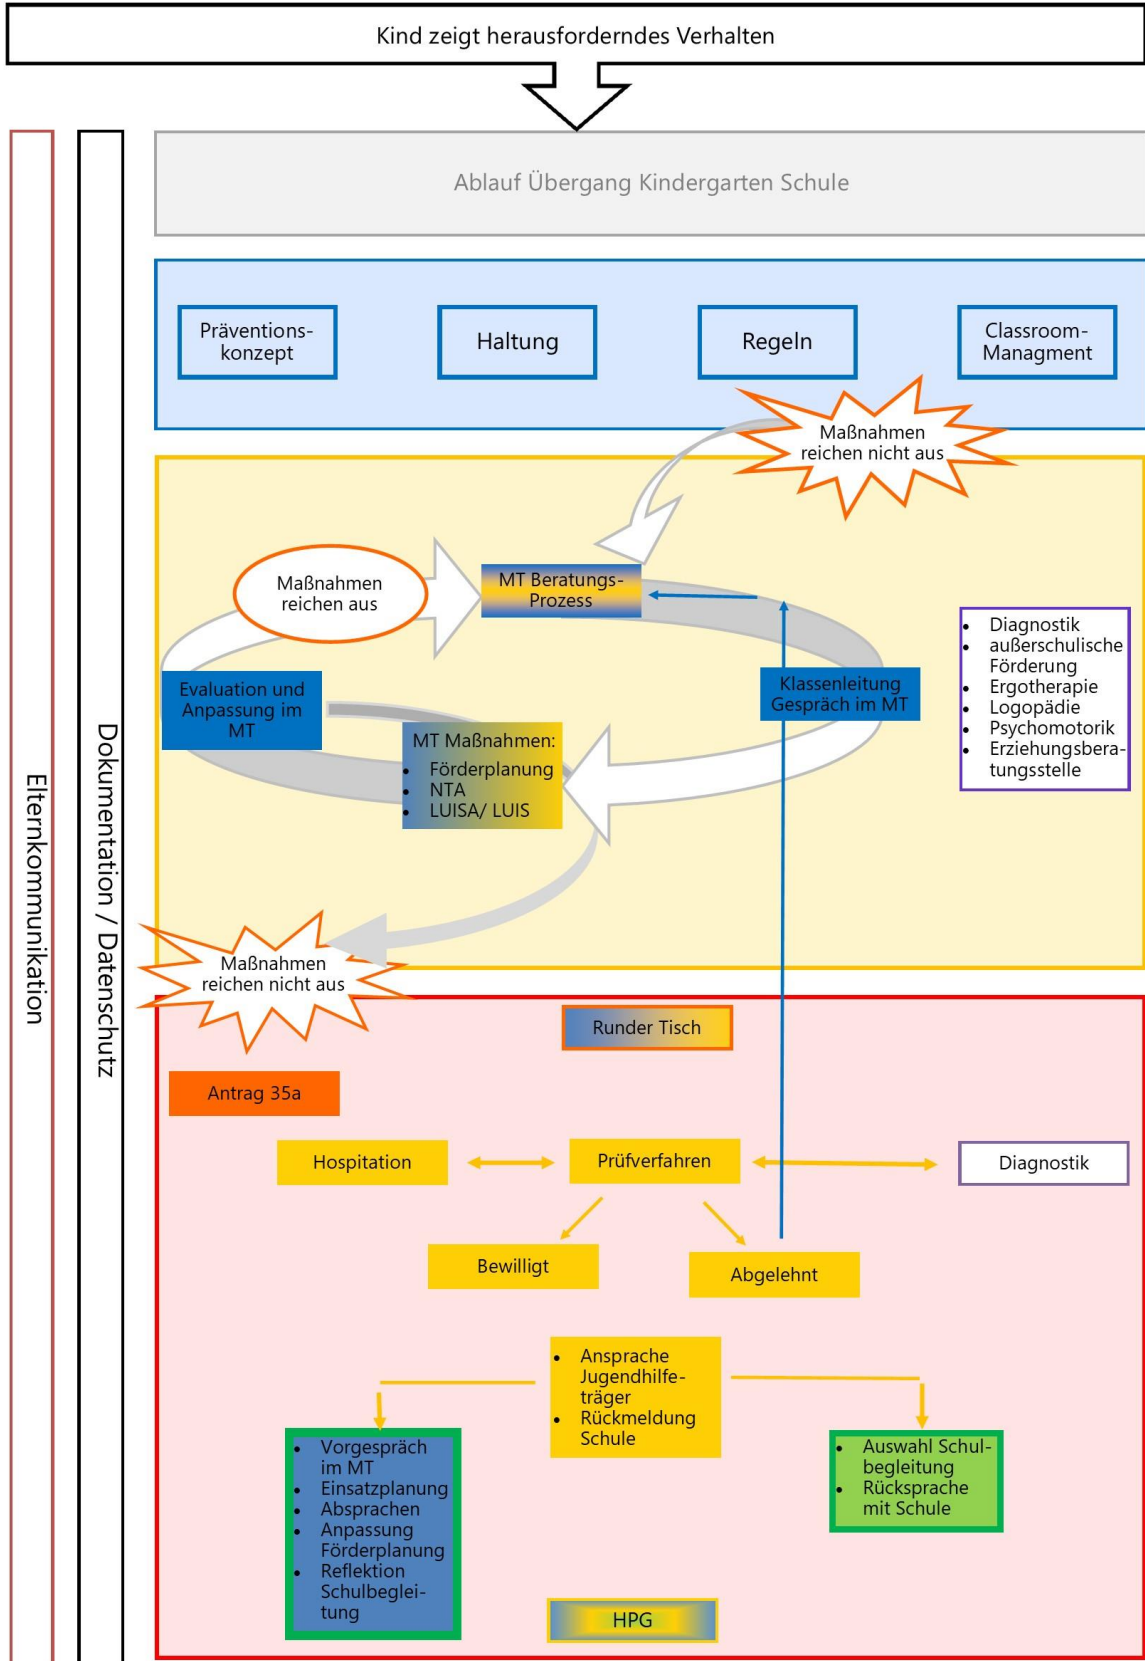 Kind zeigt herausforderndes Verhalten
Ablauf Übergang Kindergarten Schule
Präventions-
konzept
Haltung
Regeln
Classroom-
Managment
Maßnahmen
reichen nicht aus
Maßnahmen
reichen aus
MT Beratungs-
Prozess
Evaluation und
Anpassung im
MT
Klassenleitung
Gespräch im MT
MT Maßnahmen:
• Förderplanung
• NTA
• LUISA/ LUIS
• Diagnostik
• außerschulische
Förderung
• Ergotherapie
• Logopädie
• Psychomotorik
• Erziehungsbera-
tungsstelle
Elternkommunikation
Dokumentation / Datenschutz
Maßnahmen
reichen nicht aus
Runder Tisch
Antrag 35a
Hospitation
Prüfverfahren
Diagnostik
Bewilligt
Abgelehnt
• Ansprache
Jugendhilfe-
träger
• Rückmeldung
Schule
• Vorgespräch
im MT
• Einsatzplanung
• Absprachen
• Anpassung
Förderplanung
• Reflektion
Schulbeglei-
tung
• Auswahl Schul-
begleitung
• Rücksprache
mit Schule
HPG